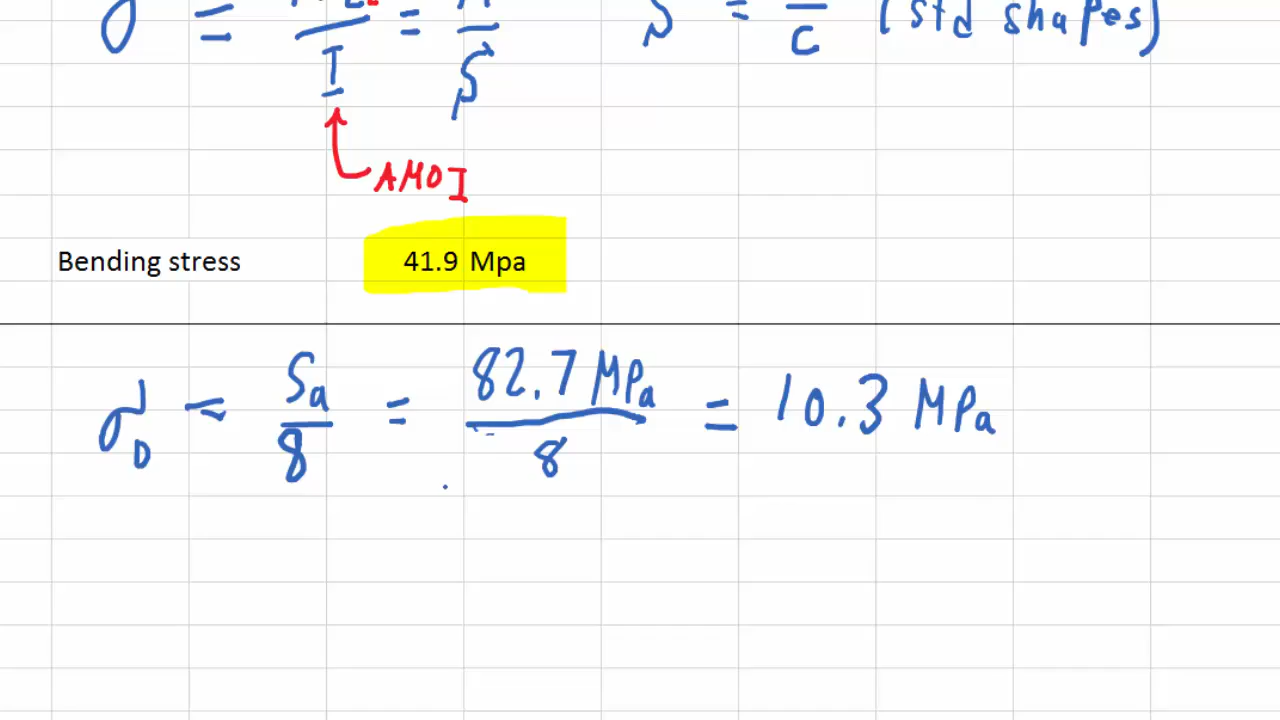 σ = / I = / S    S = / C (std shapes)
AMOI
Bending stress 41.9 Mpa
σD = Sa/8 = 82.7 MPa/8 = 10.3 MPa